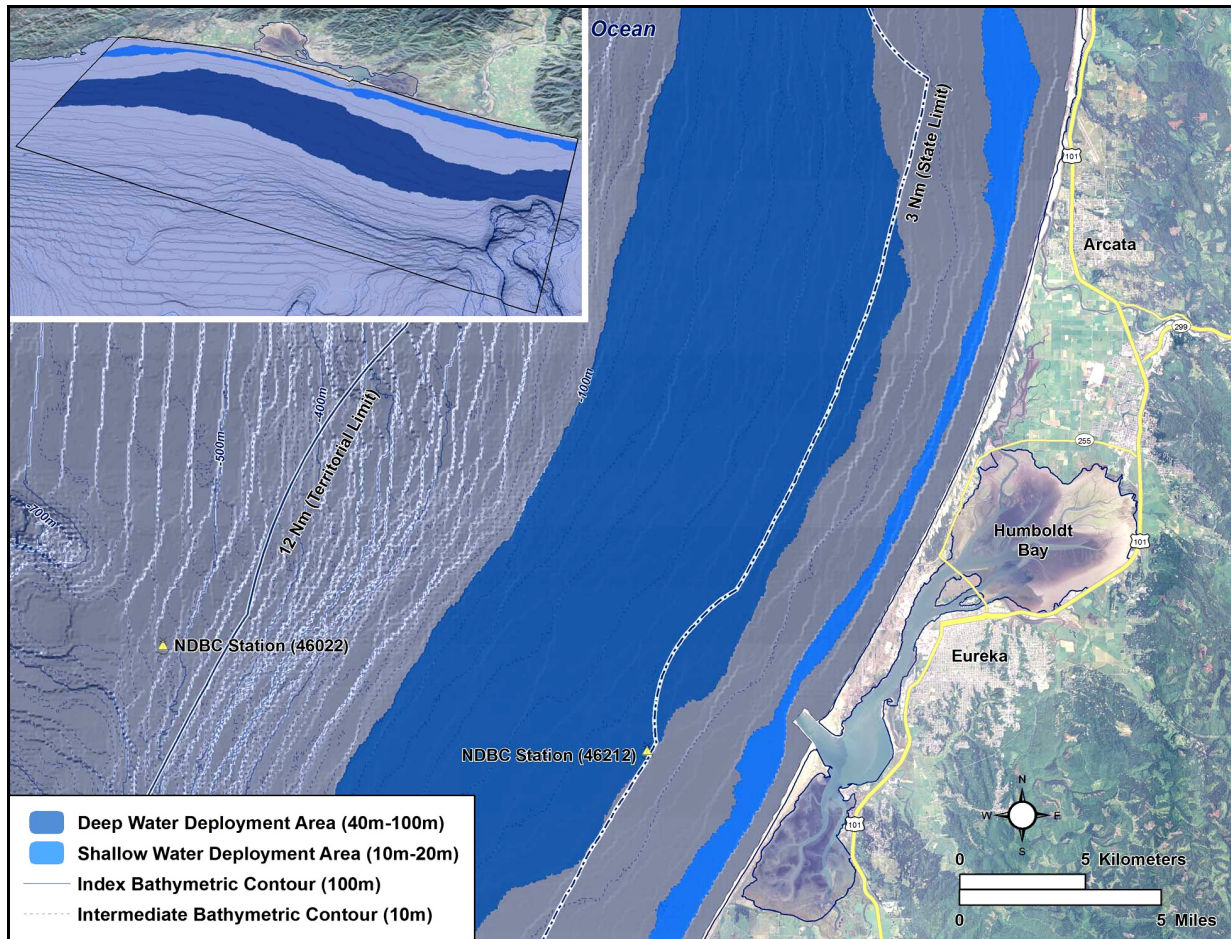 Ocean
3 Nm (State Limit)
101
Arcata
299
-100m
-400m
-500m
12 Nm (Territorial Limit)
255
-700m
Humboldt
Bay
101
NDBC Station (46022)
Eureka
NDBC Station (46212)
N
W E
S
101
Deep Water Deployment Area (40m-100m)
Shallow Water Deployment Area (10m-20m)
Index Bathymetric Contour (100m)
Intermediate Bathymetric Contour (10m)
0 5 Kilometers
0 5 Miles